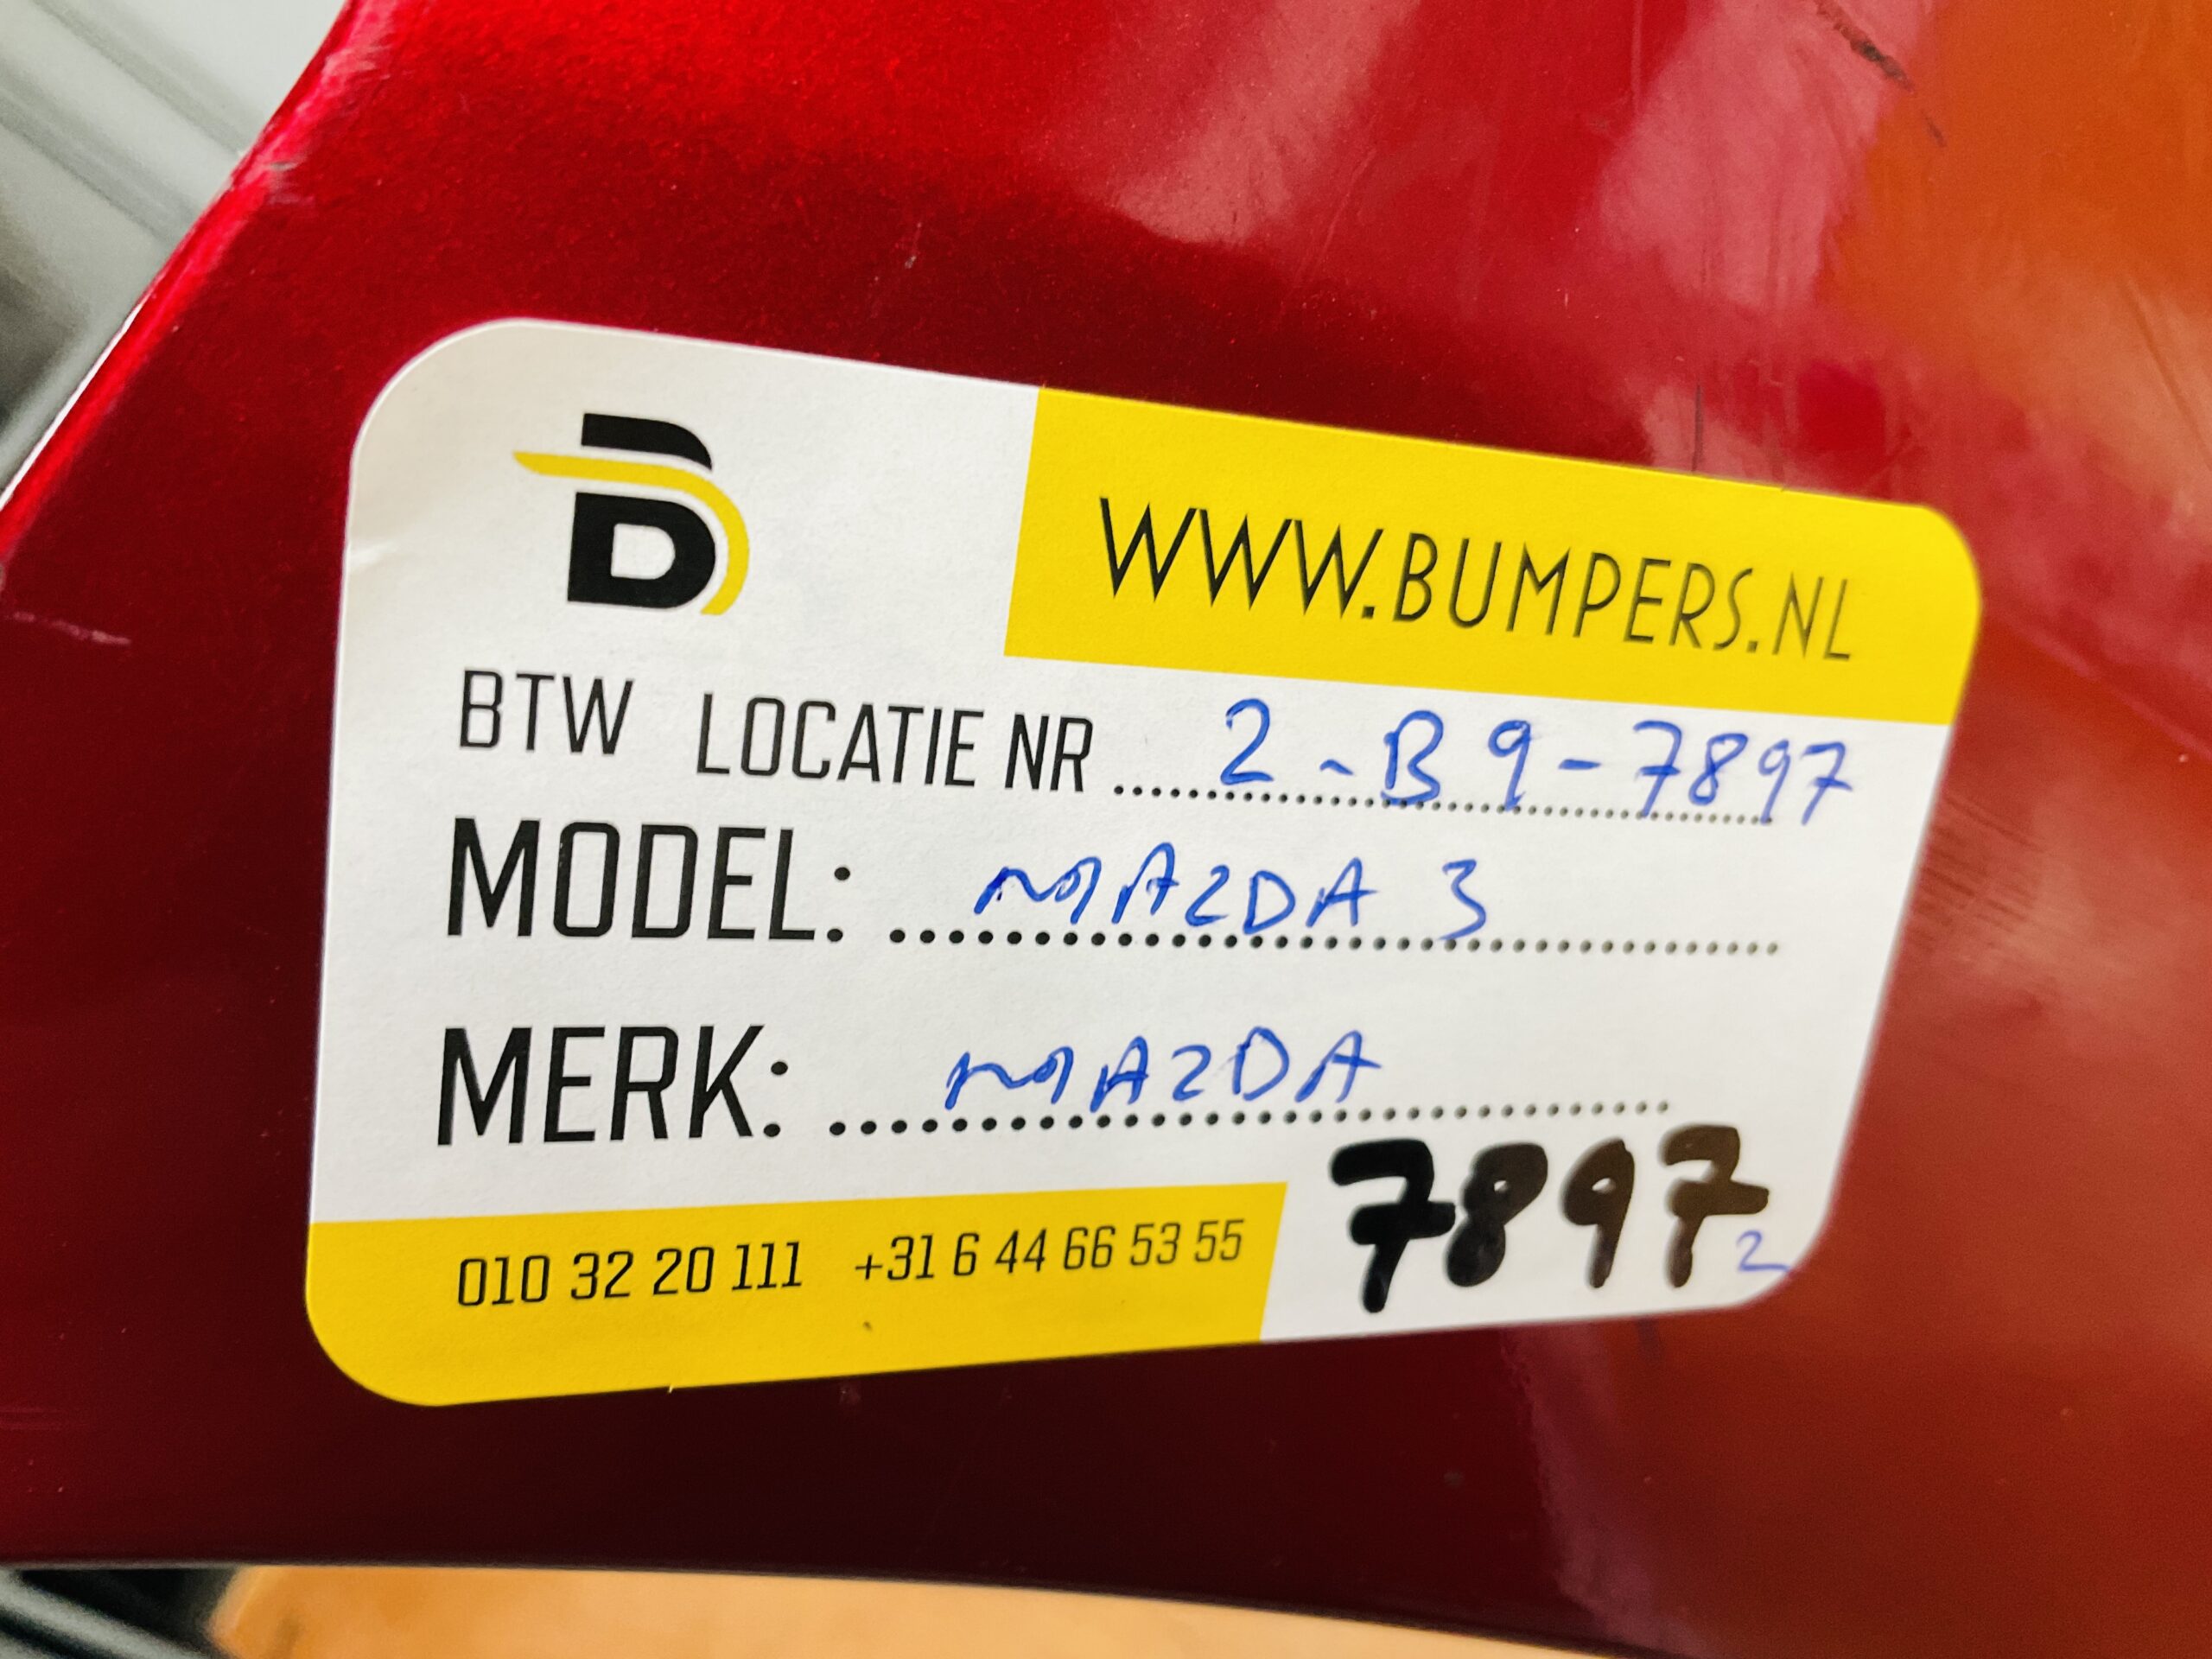 B
WWW.BUMPERS.NL
BTW LOCATIE NR ..... 2-B9-7897
MODEL: ..... MAZDA 3
MERK: ..... MAZDA
7897 2
010 32 20 111 +31 6 44 66 53 55